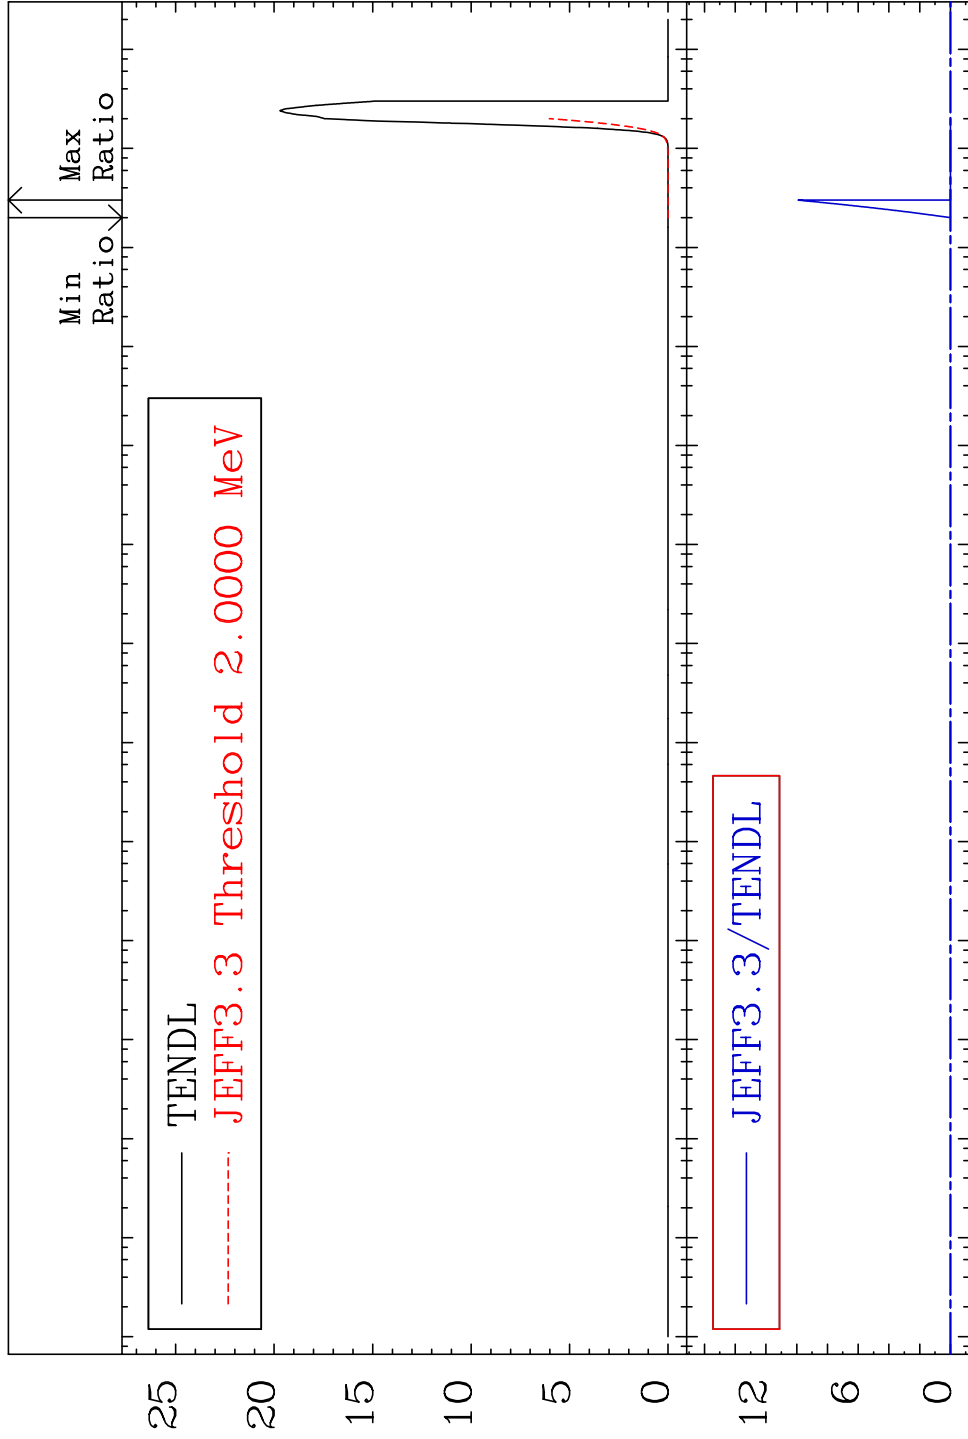 Min
Ratio
Max
Ratio
TENDL
JEFF3.3 Threshold 2.0000 MeV
25
20
15
10
5
0
JEFF3.3/TENDL
12
6
0